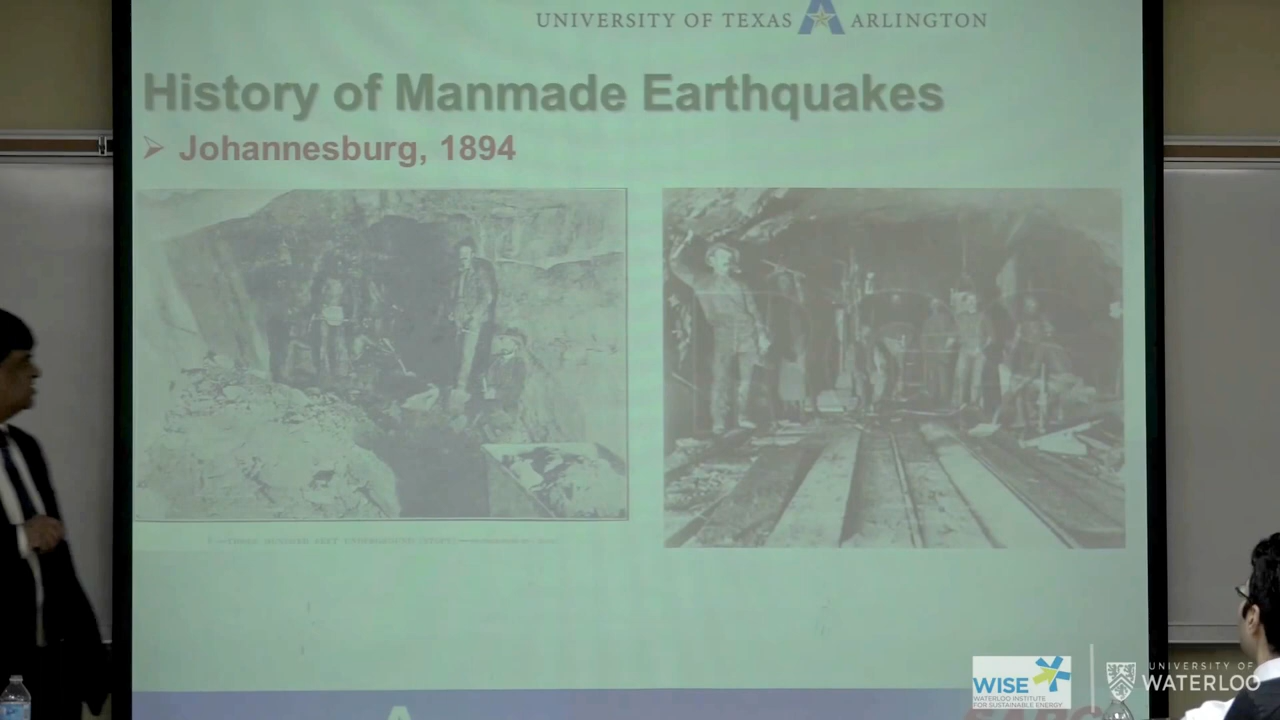 UNIVERSITY OF TEXAS A ARLINGTON
History of Manmade Earthquakes
➢ Johannesburg, 1894
WISE
WATERLOO INSTITUTE
FOR SUSTAINABLE ENERGY
UNIVERSITY OF
WATERLOO